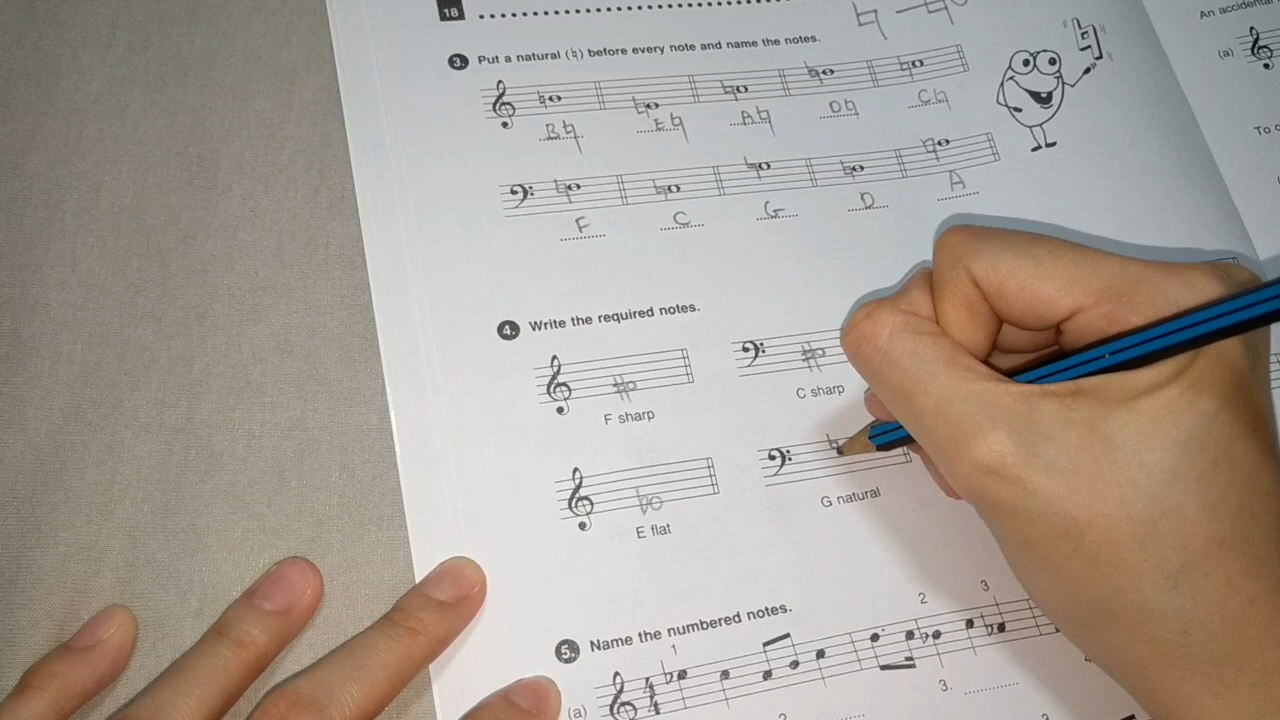 18
3. Put a natural (♮) before every note and name the notes.
An accidental
(a)
B♮ E♮ A♮ D♮ C♮
To c
F C G D A
4. Write the required notes.
F sharp C sharp
E flat G natural
5. Name the numbered notes.
1 2 3
(a)
3.